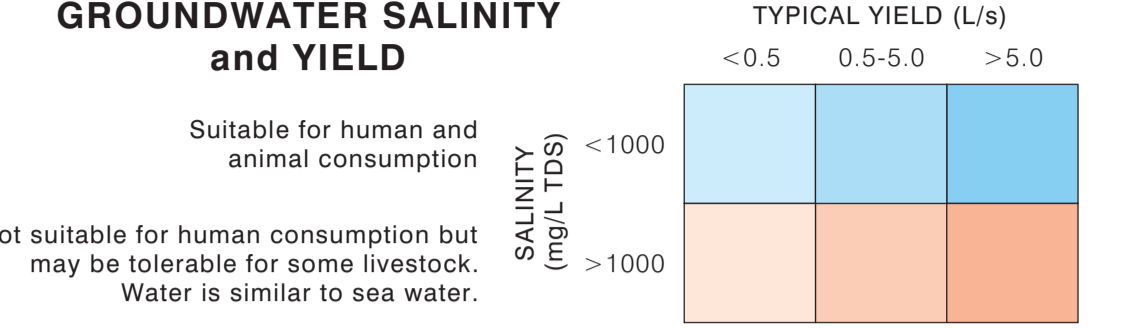 GROUNDWATER SALINITY
and YIELD
TYPICAL YIELD (L/s)
<0.5 0.5-5.0 >5.0
Suitable for human and
animal consumption
SALINITY
(mg/L TDS)
<1000
ot suitable for human consumption but
may be tolerable for some livestock.
Water is similar to sea water.
>1000